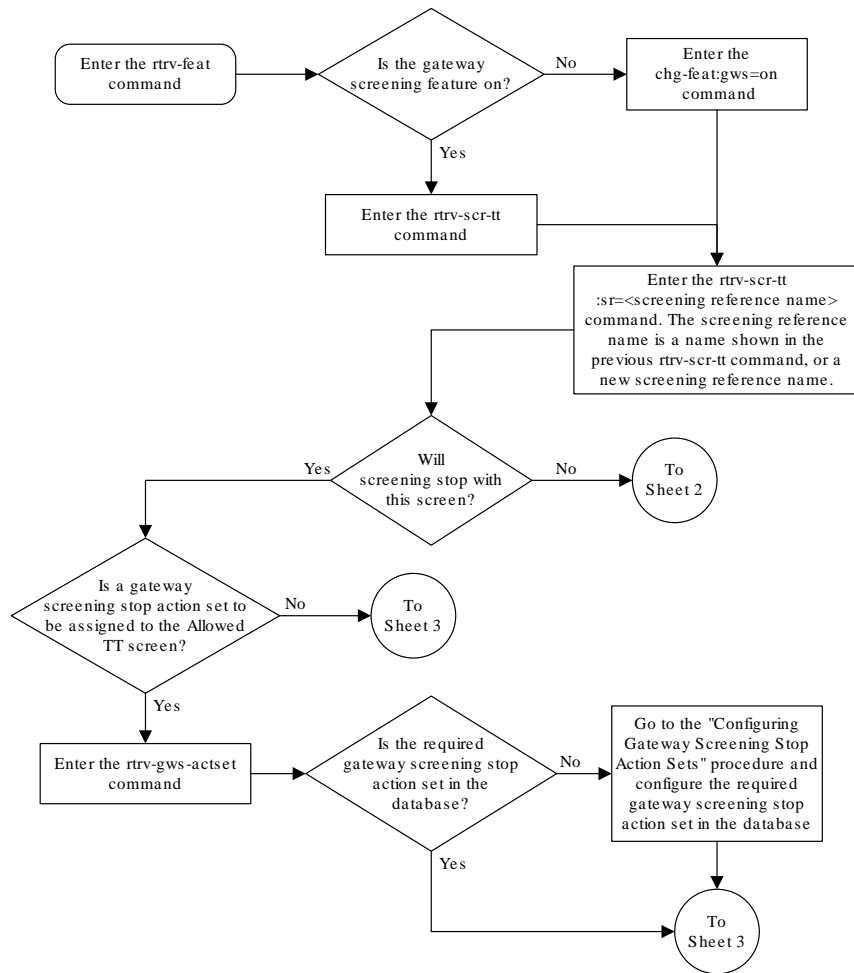 Enter the rtrv-feat
command
Is the gateway
screening feature on?
No
Enter the
chg-feat:gws=on
command
Yes
Enter the rtrv-scr-tt
command
Enter the rtrv-scr-tt
:sr=<screening reference name>
command. The screening reference
name is a name shown in the
previous rtrv-scr-tt command, or a
new screening reference name.
Yes
Will
screening stop with
this screen?
No
To
Sheet 2
Is a gateway
screening stop action set to
be assigned to the Allowed
TT screen?
No
To
Sheet 3
Yes
Enter the rtrv-gws-actset
command
Is the required
gateway screening stop
action set in the
database?
No
Go to the "Configuring
Gateway Screening Stop
Action Sets" procedure and
configure the required
gateway screening stop
action set in the database
Yes
To
Sheet 3